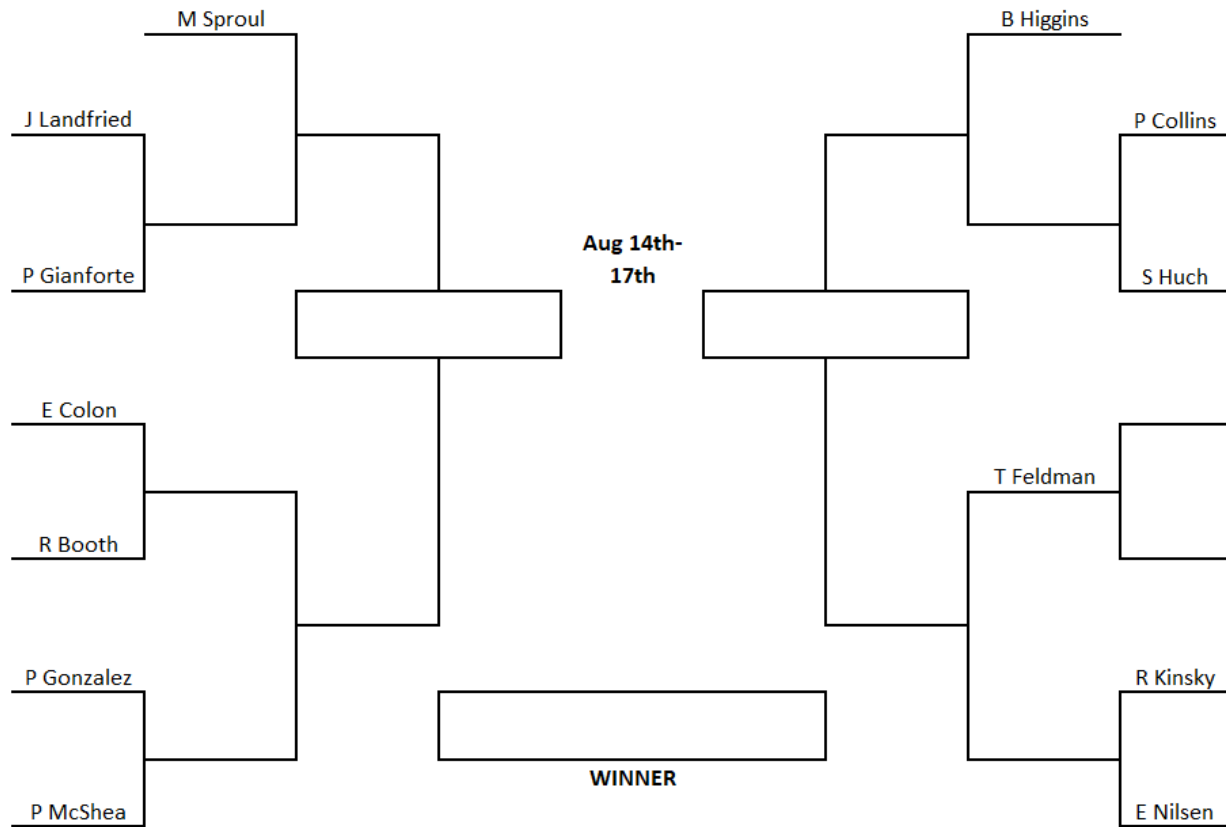 M Sproul
B Higgins
J Landfried
P Collins
Aug 14th-
17th
P Gianforte
S Huch
E Colon
T Feldman
R Booth
P Gonzalez
R Kinsky
WINNER
P McShea
E Nilsen